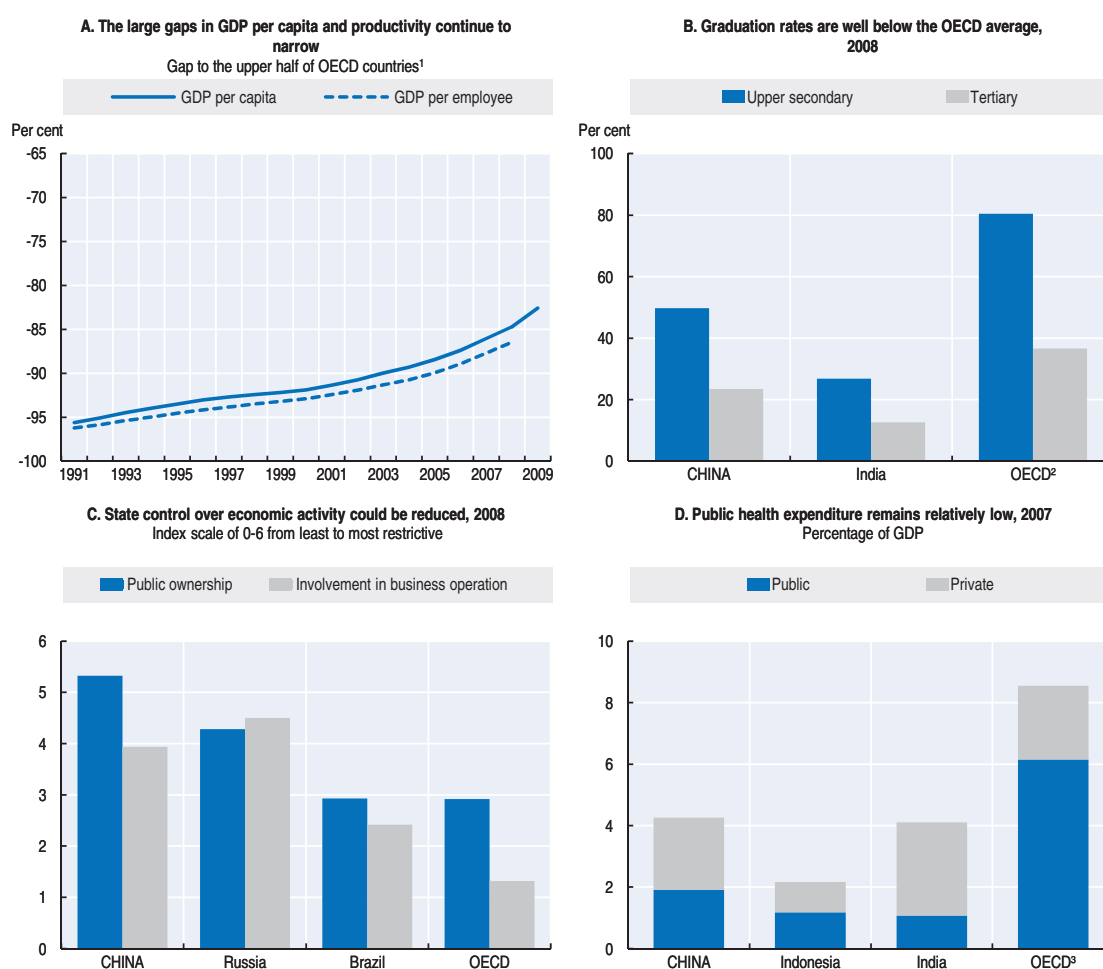 A. The large gaps in GDP per capita and productivity continue to
narrow
Gap to the upper half of OECD countries¹
GDP per capita
GDP per employee
Per cent
-65
-70
-75
-80
-85
-90
-95
-100
1991 1993 1995 1997 1999 2001 2003 2005 2007 2009
B. Graduation rates are well below the OECD average,
2008
Upper secondary
Tertiary
Per cent
100
80
60
40
20
0
CHINA India OECD²
C. State control over economic activity could be reduced, 2008
Index scale of 0-6 from least to most restrictive
Public ownership
Involvement in business operation
6
5
4
3
2
1
0
CHINA Russia Brazil OECD
D. Public health expenditure remains relatively low, 2007
Percentage of GDP
Public
Private
10
8
6
4
2
0
CHINA Indonesia India OECD³